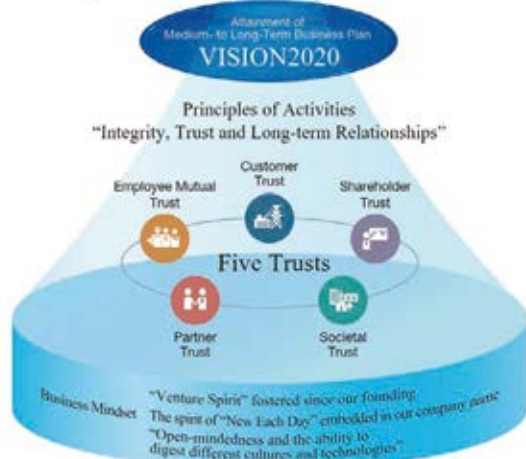 Attainment of
Medium- to Long-Term Business Plan
VISION2020
Principles of Activities
“Integrity, Trust and Long-term Relationships”
Customer
Trust
Employee Mutual
Trust
Shareholder
Trust
Five Trusts
Partner
Trust
Societal
Trust
Business Mindset
“Venture Spirit” fostered since our founding
The spirit of “New Each Day” embedded in our company name
“Open-mindedness and the ability to
digest different cultures and technologies”